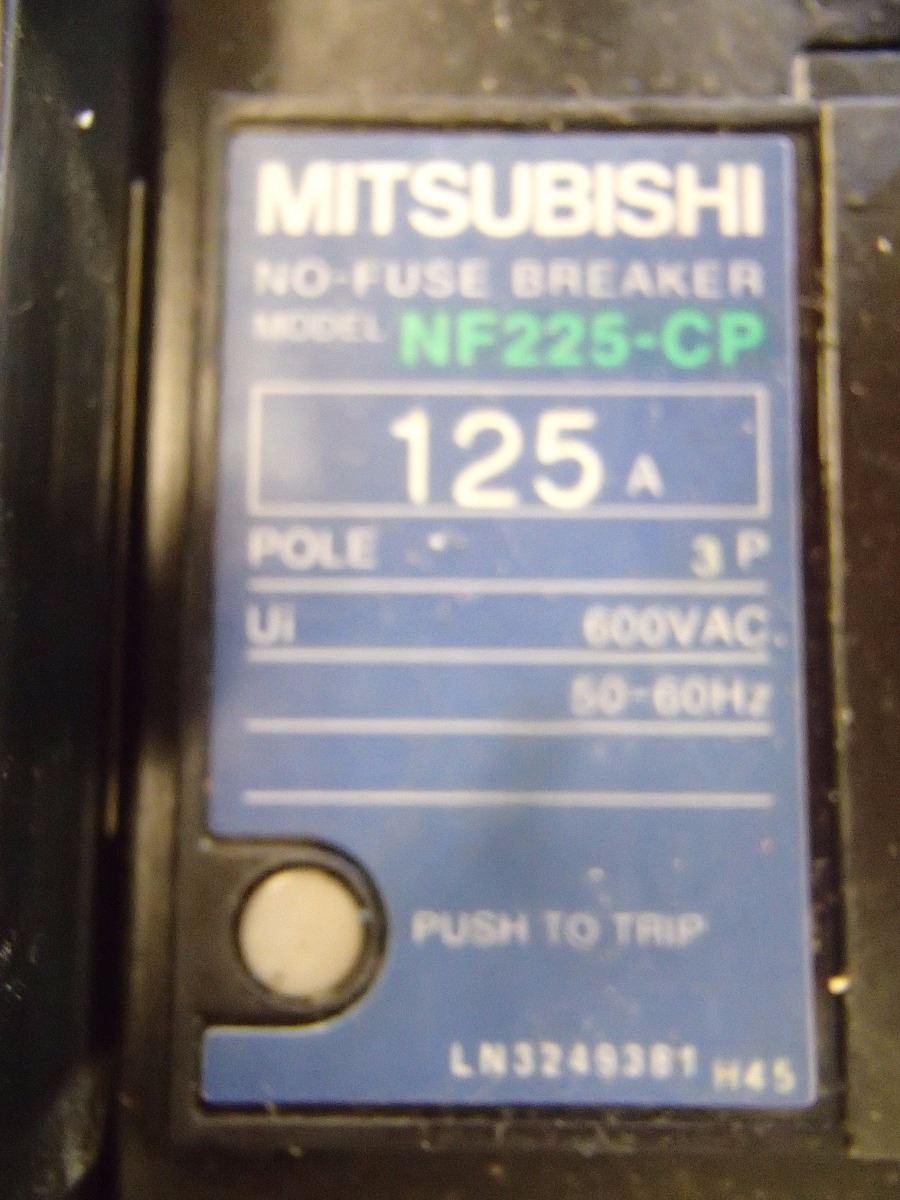 MITSUBISHI
NO-FUSE BREAKER
MODEL NF225-CP
125 A
POLE 3 P
Ui 600VAC
50-60Hz
PUSH TO TRIP
LN3249381 H45